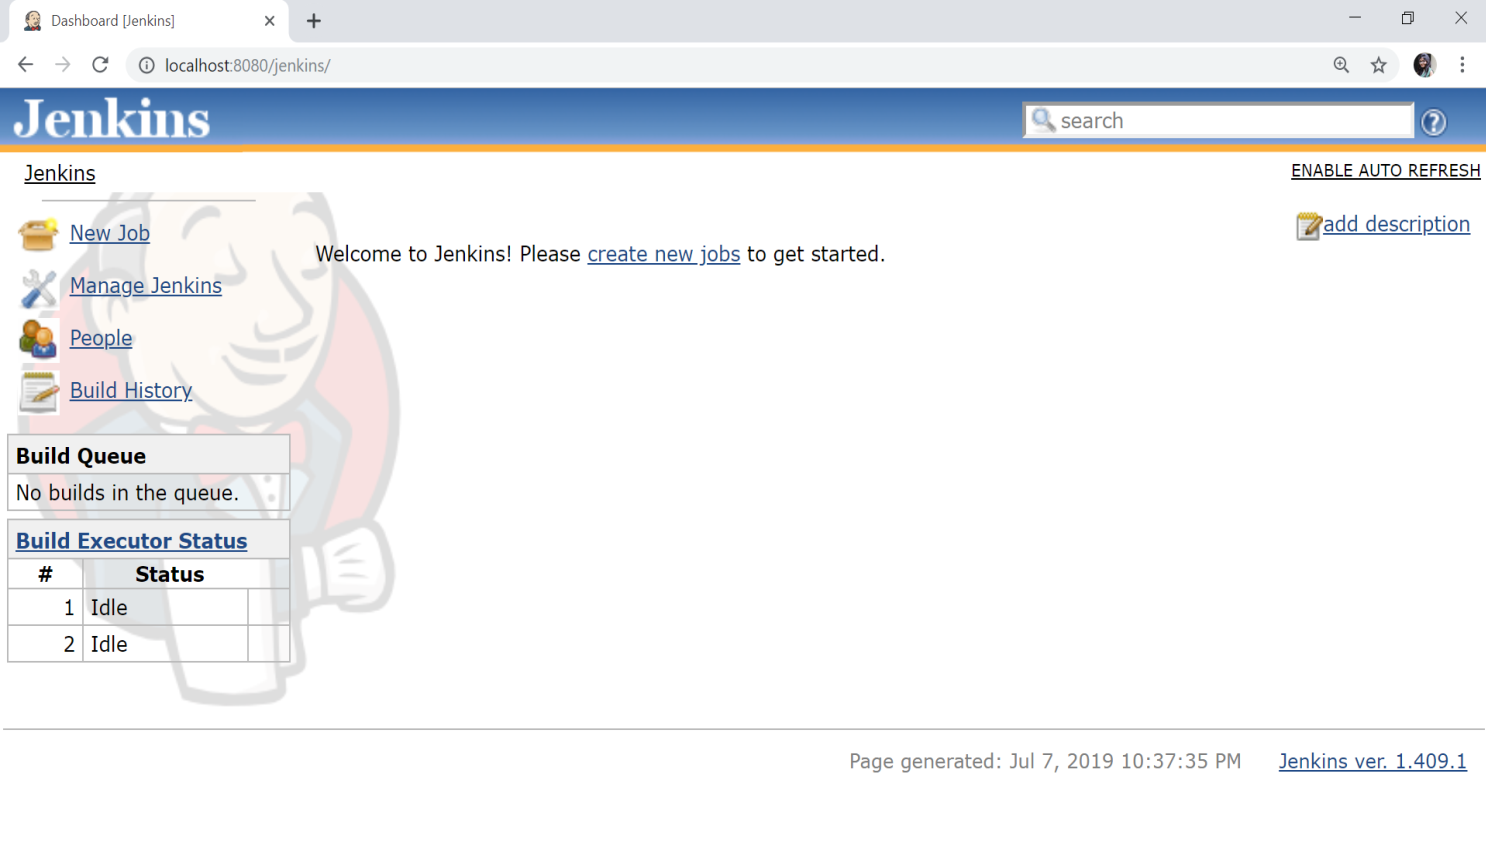 Dashboard [Jenkins]
localhost:8080/jenkins/
Jenkins
search
Jenkins
ENABLE AUTO REFRESH
add description
New Job
Welcome to Jenkins! Please create new jobs to get started.
Manage Jenkins
People
Build History
Build Queue
No builds in the queue.
Build Executor Status
# Status
1 Idle
2 Idle
Page generated: Jul 7, 2019 10:37:35 PM Jenkins ver. 1.409.1